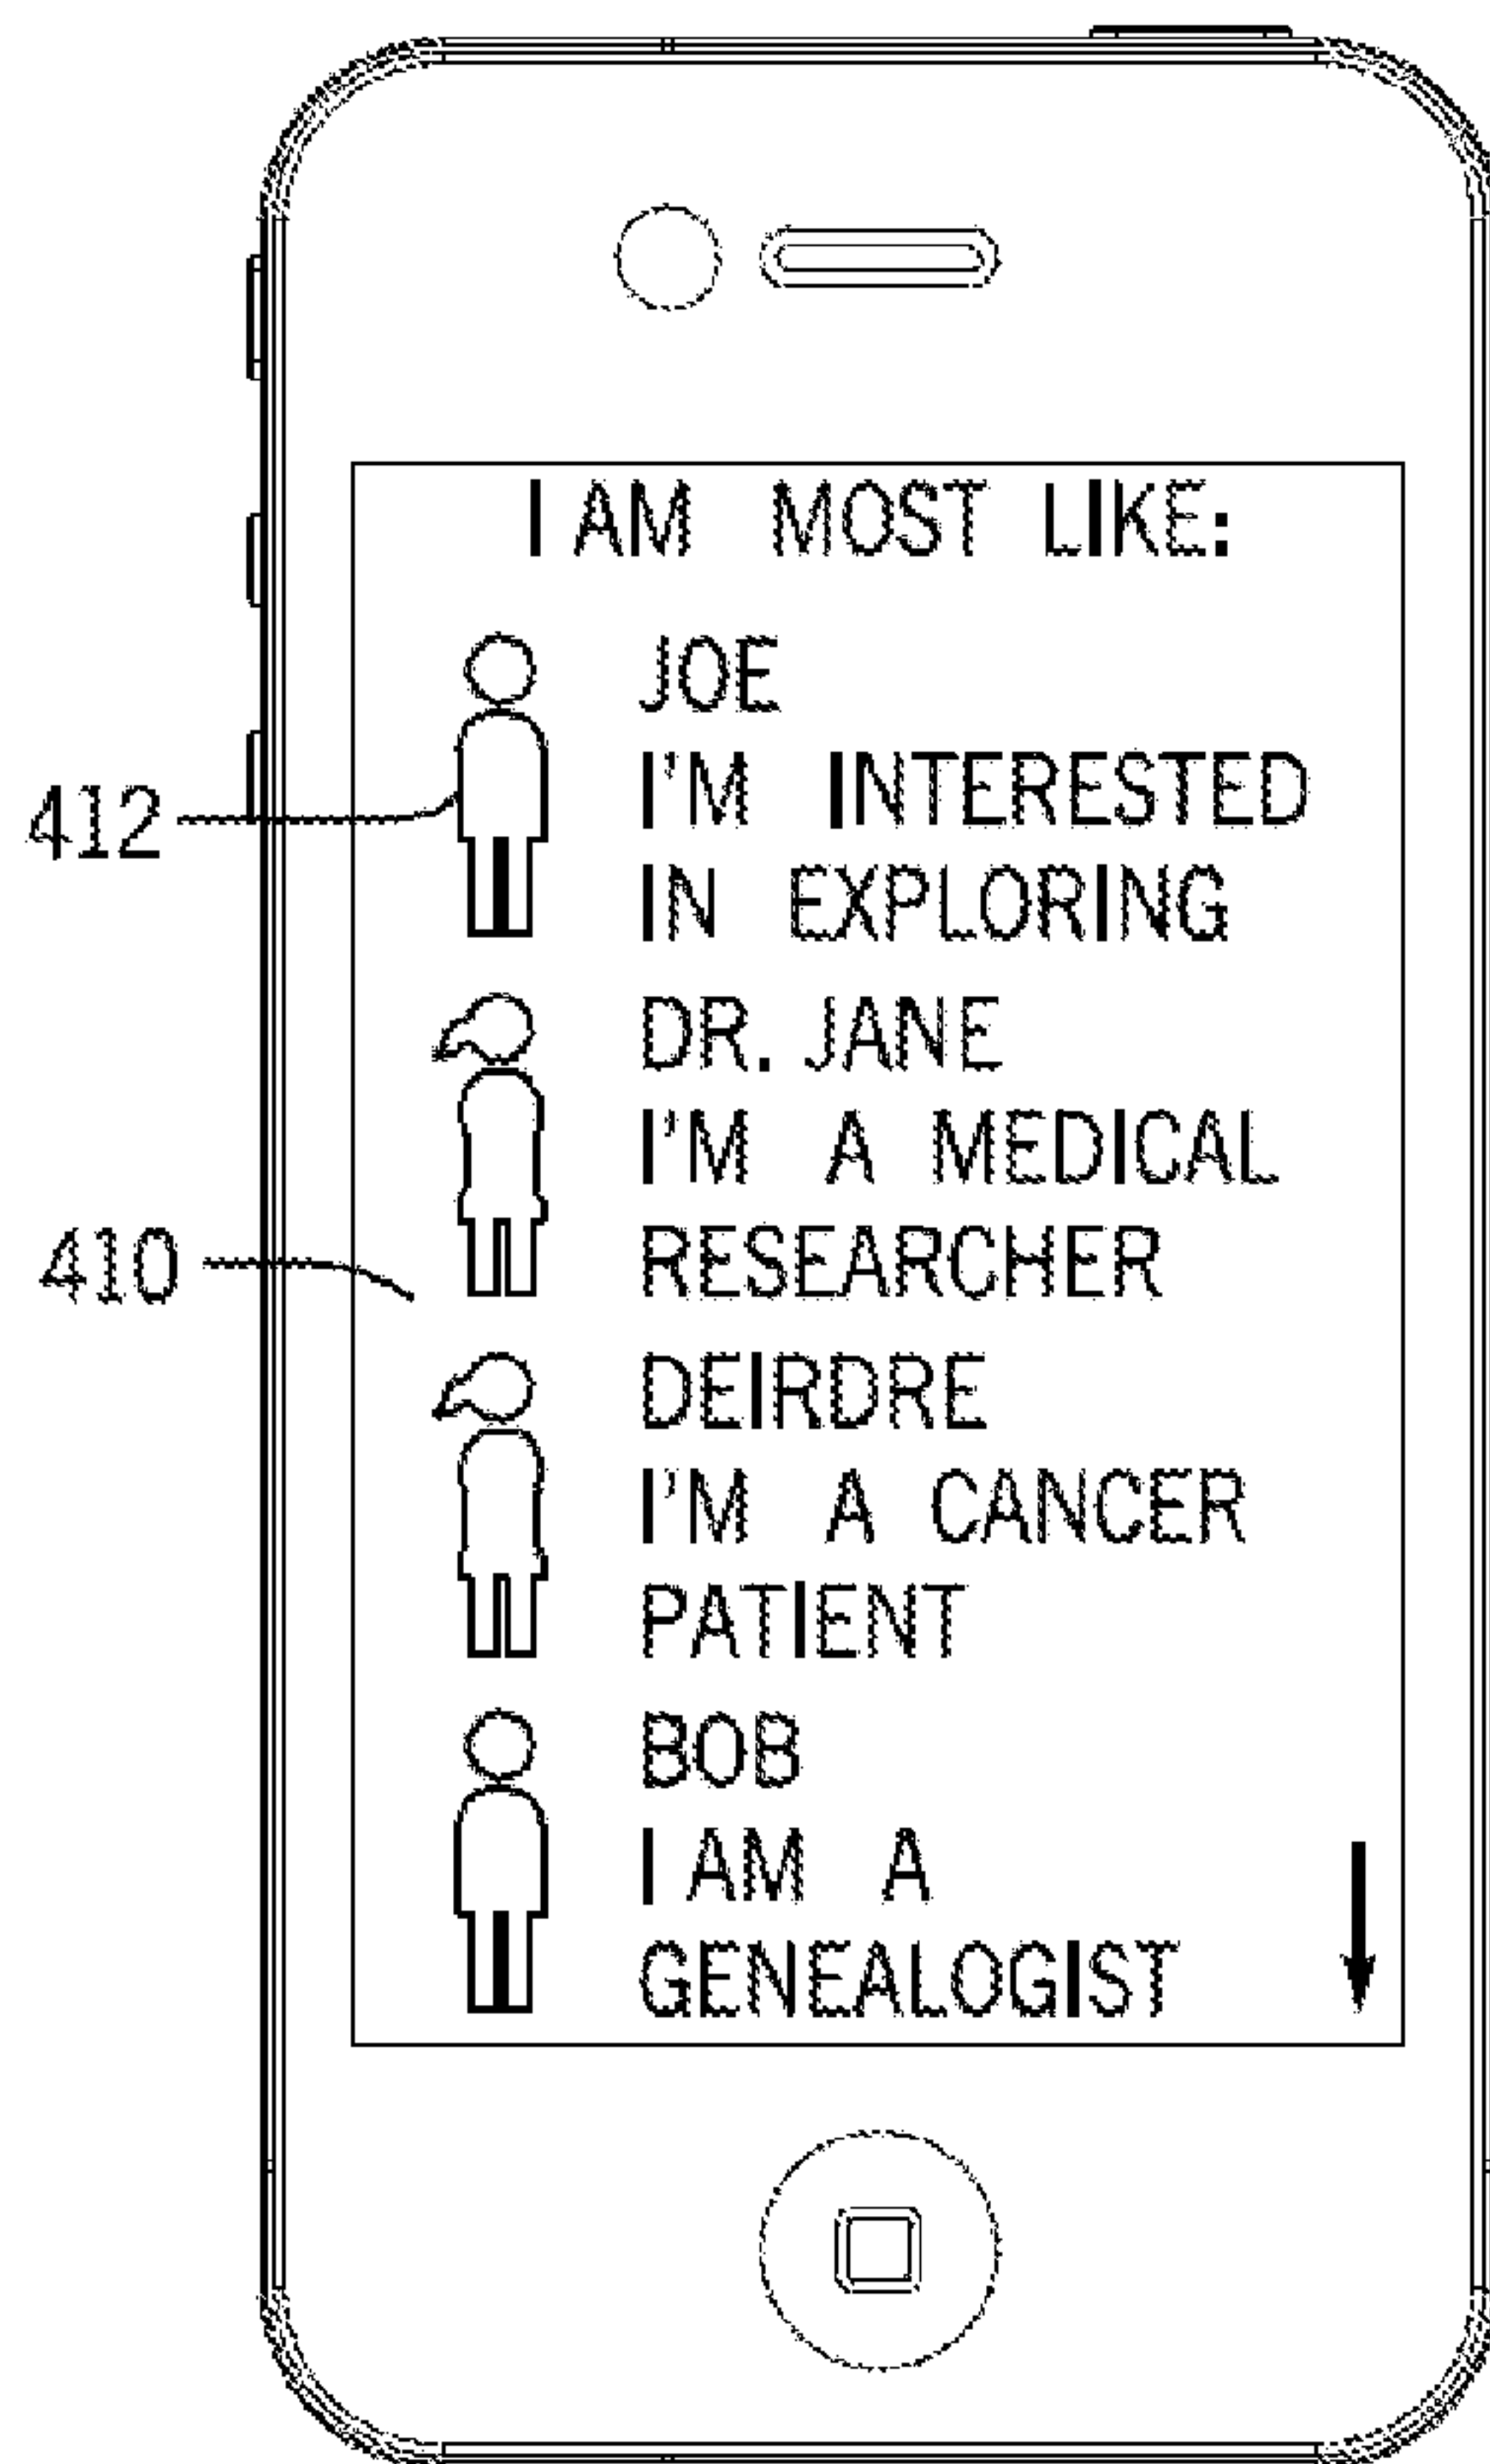 I AM MOST LIKE:
JOE
I'M INTERESTED
IN EXPLORING
412
DR. JANE
I'M A MEDICAL
RESEARCHER
410
DEIRDRE
I'M A CANCER
PATIENT
BOB
I AM A
GENEALOGIST